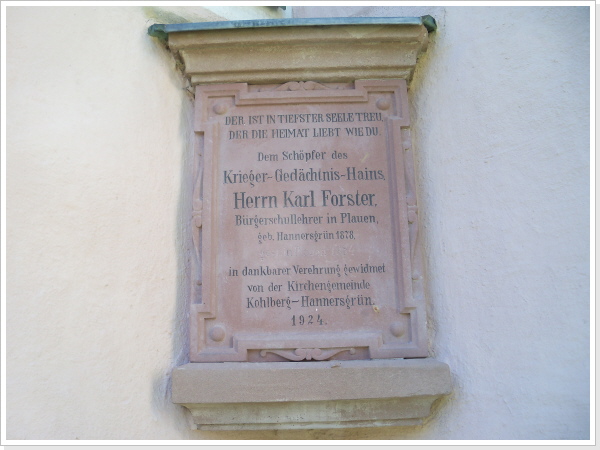 DER IST IN TIEFSTER SEELE TREU,
DER DIE HEIMAT LIEBT WIE DU.
Dem Schöpfer des
Krieger-Gedächtnis-Hains,
Herrn Karl Forster,
Bürgerschullehrer in Plauen,
geb. Hannersgrün 1878,
in dankbarer Verehrung gewidmet
von der Kirchengemeinde
Kohlberg-Hannersgrün.
1924.